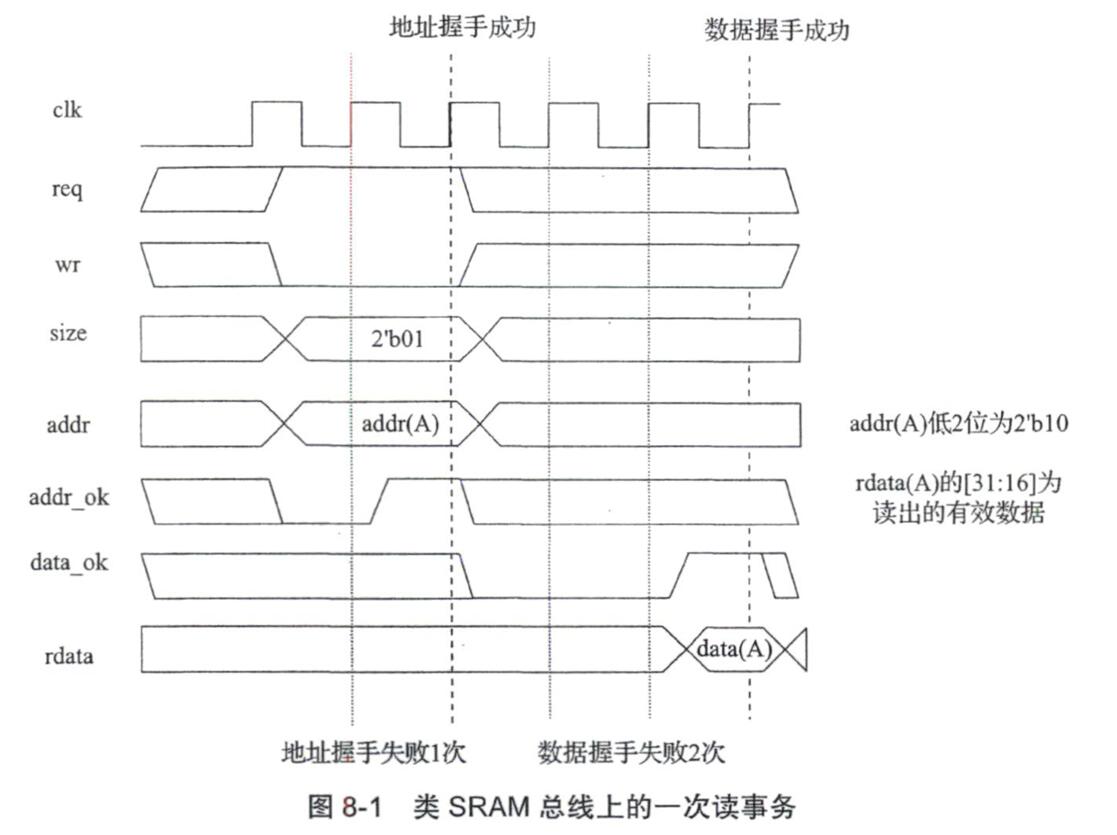 地址握手成功 数据握手成功
clk
req
wr
size 2'b01
addr addr(A) addr(A)低2位为2'b10
addr_ok rdata(A)的[31:16]为
读出的有效数据
data_ok
rdata data(A)
地址握手失败1次 数据握手失败2次
图 8-1 类 SRAM 总线上的一次读事务